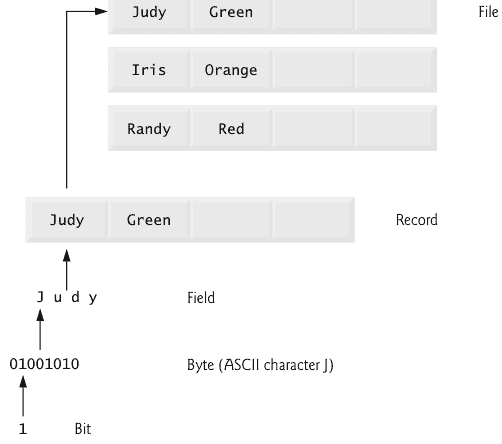 Judy Green File
Iris Orange
Randy Red
Judy Green Record
J u d y Field
01001010 Byte (ASCII character J)
1 Bit